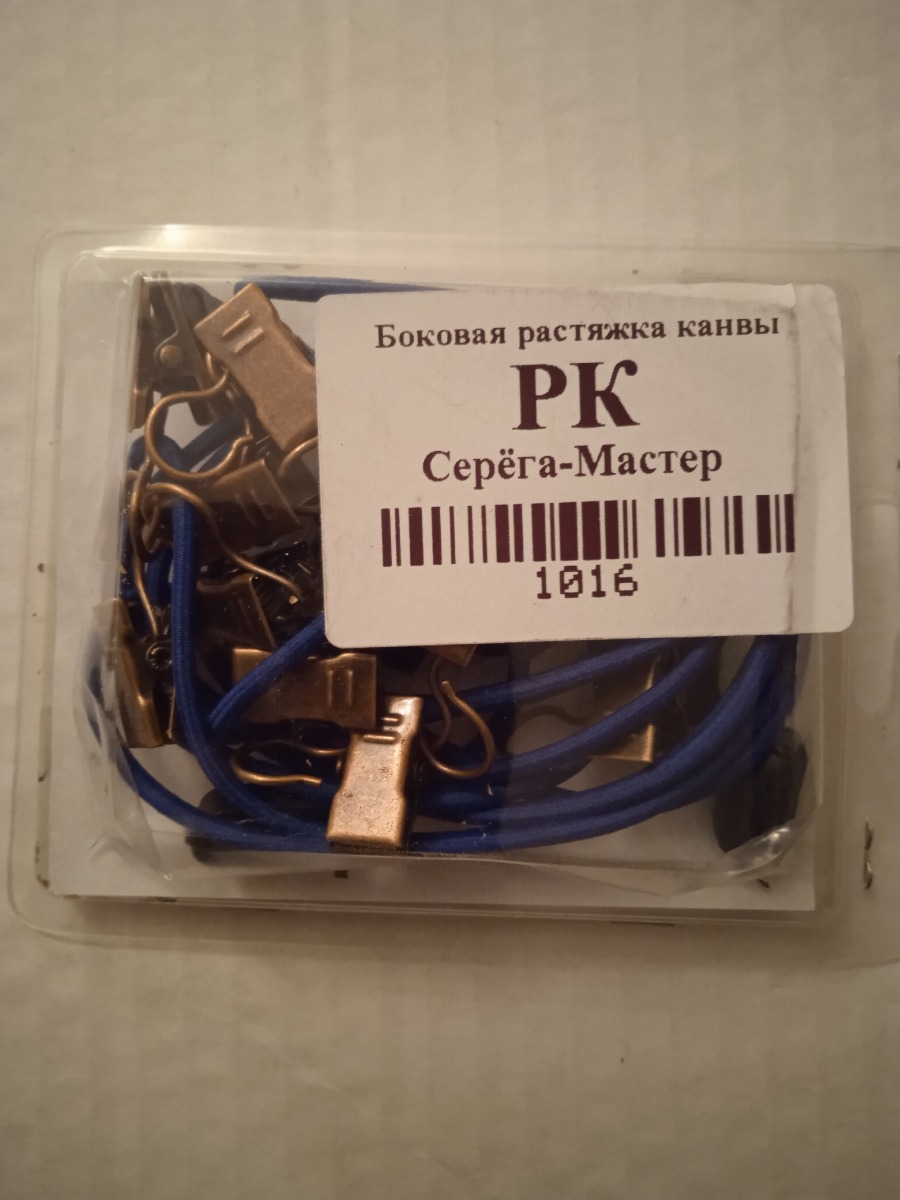 Боковая растяжка канвы
РК
Серёга-Мастер
1016